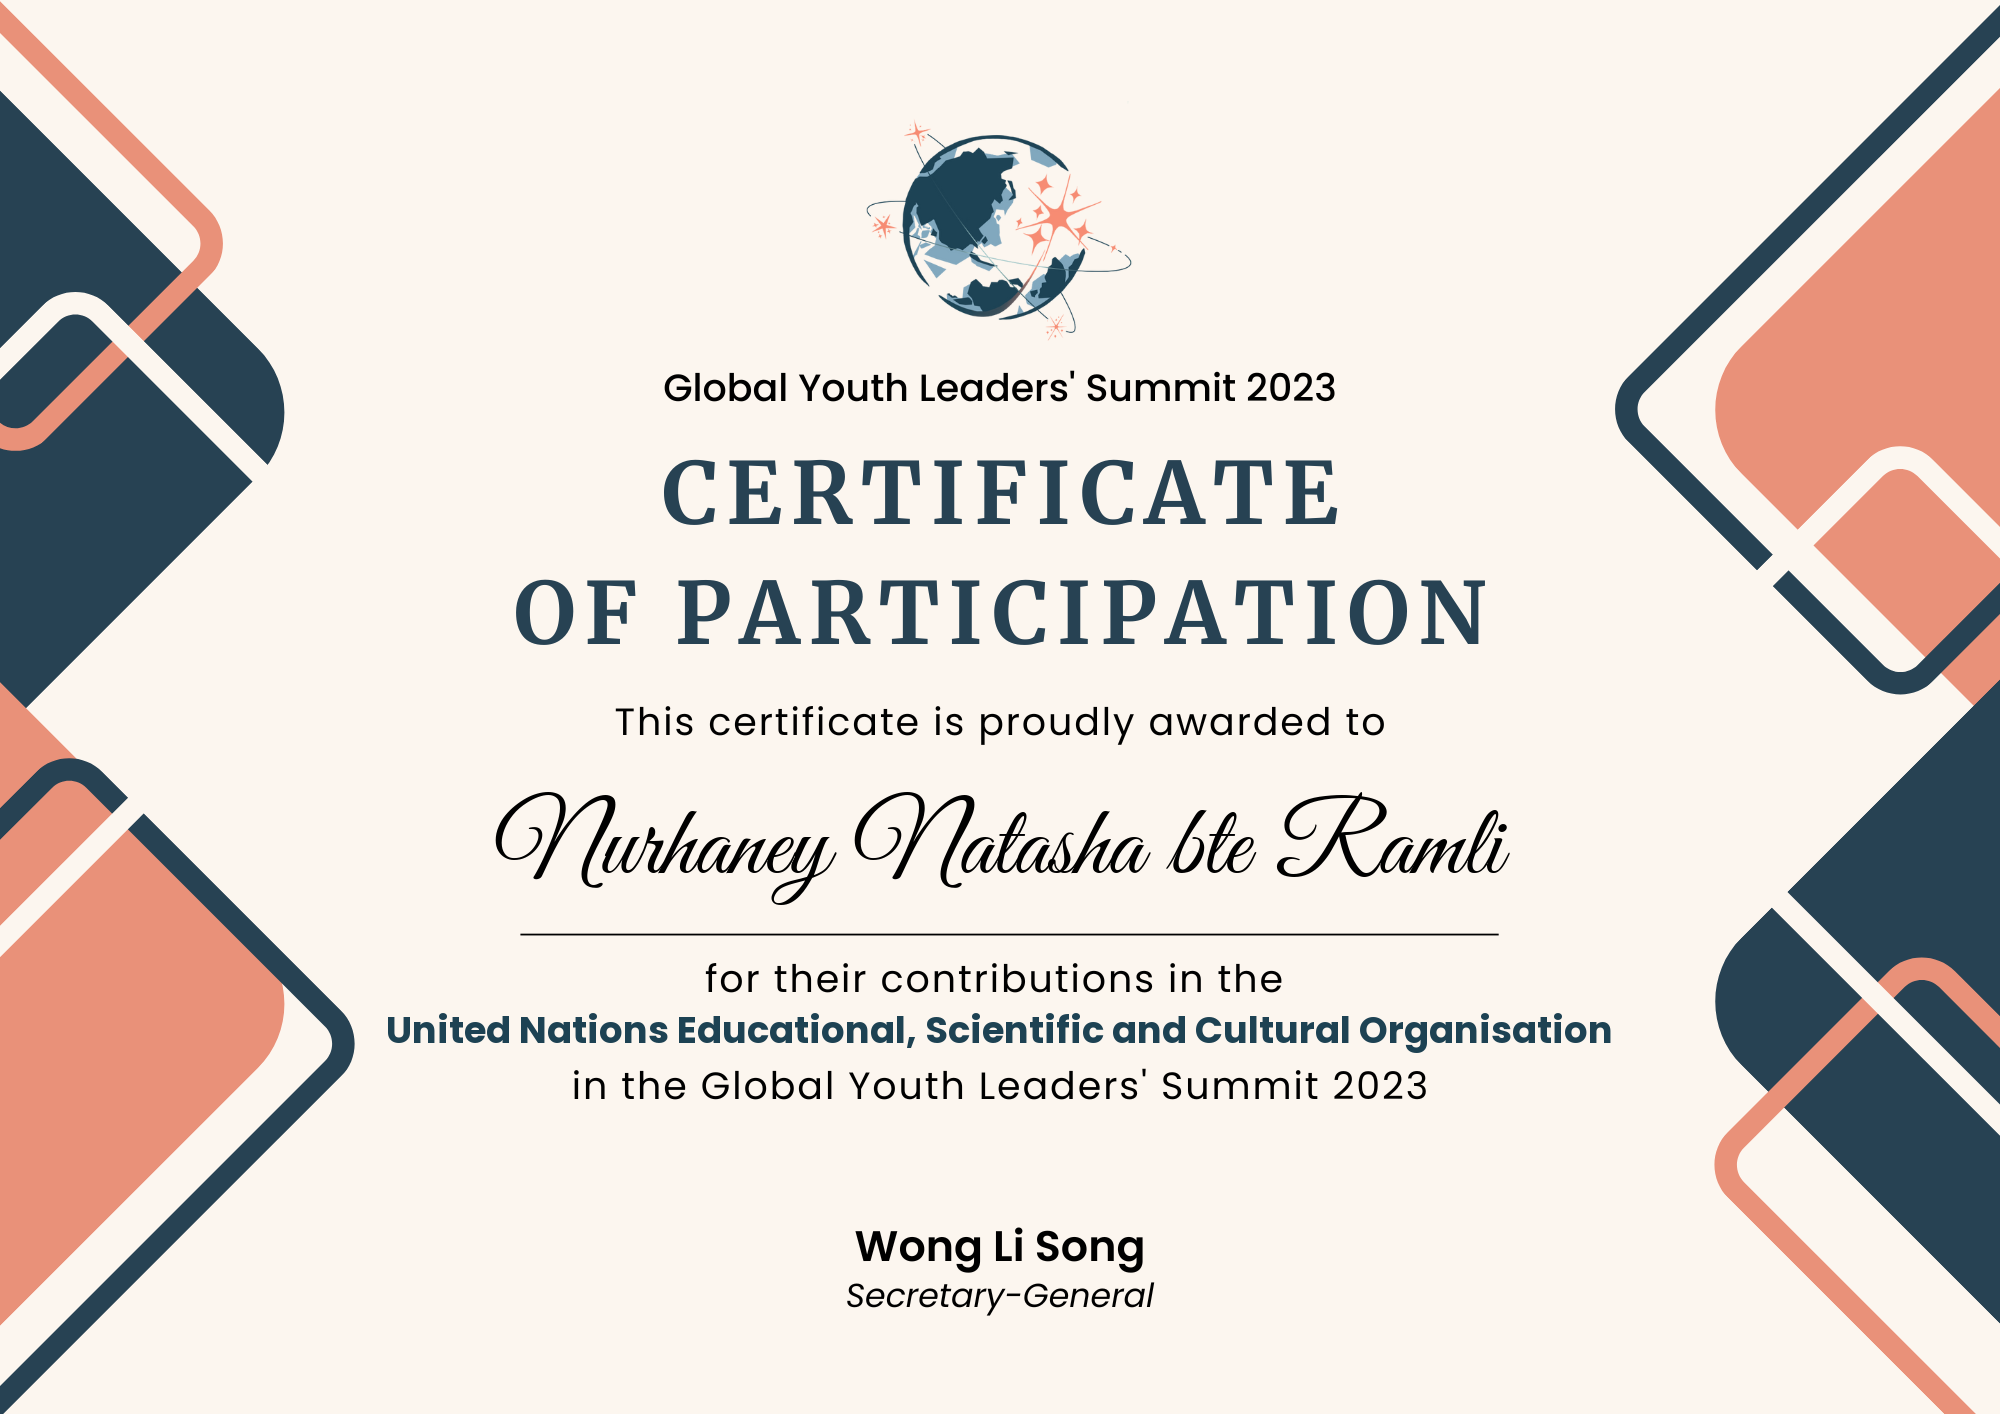 Global Youth Leaders' Summit 2023
CERTIFICATE
OF PARTICIPATION
This certificate is proudly awarded to
Nurhaney Natasha bte Ramli
for their contributions in the
United Nations Educational, Scientific and Cultural Organisation
in the Global Youth Leaders' Summit 2023
Wong Li Song
Secretary-General